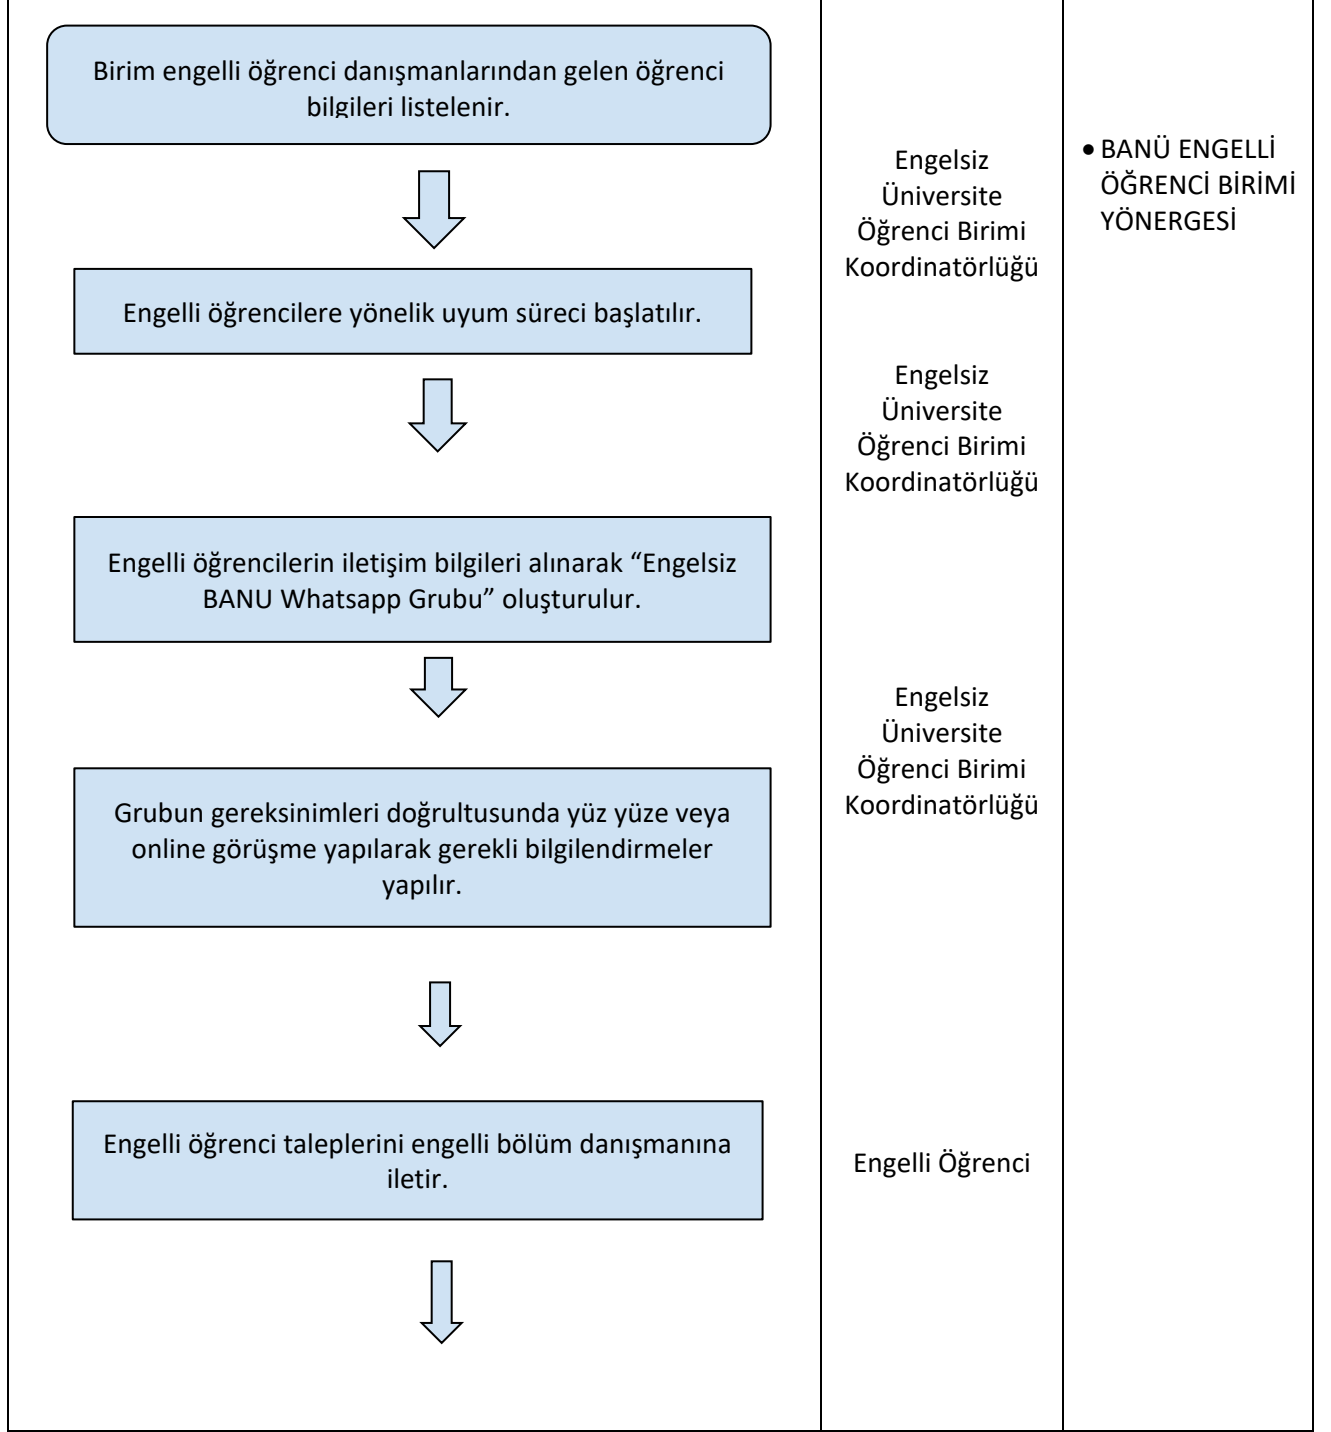 Birim engelli öğrenci danışmanlarından gelen öğrenci
bilgileri listelenir.
Engelli öğrencilere yönelik uyum süreci başlatılır.
Engelli öğrencilerin iletişim bilgileri alınarak “Engelsiz
BANU Whatsapp Grubu” oluşturulur.
Grubun gereksinimleri doğrultusunda yüz yüze veya
online görüşme yapılarak gerekli bilgilendirmeler
yapılır.
Engelli öğrenci taleplerini engelli bölüm danışmanına
iletir.
Engelsiz
Üniversite
Öğrenci Birimi
Koordinatörlüğü
Engelsiz
Üniversite
Öğrenci Birimi
Koordinatörlüğü
Engelsiz
Üniversite
Öğrenci Birimi
Koordinatörlüğü
Engelli Öğrenci
• BANÜ ENGELLİ
ÖĞRENCİ BİRİMİ
YÖNERGESİ